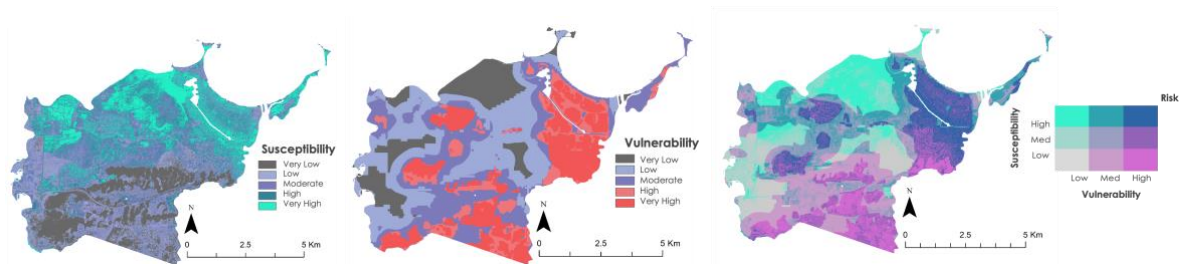 Susceptibility
Very Low
Low
Moderate
High
Very High
N
0 2.5 5 Km
Vulnerability
Very Low
Low
Moderate
High
Very High
N
0 2.5 5 Km
N
0 2.5 5 Km
Risk
Susceptibility
High
Med
Low
Low Med High
Vulnerability